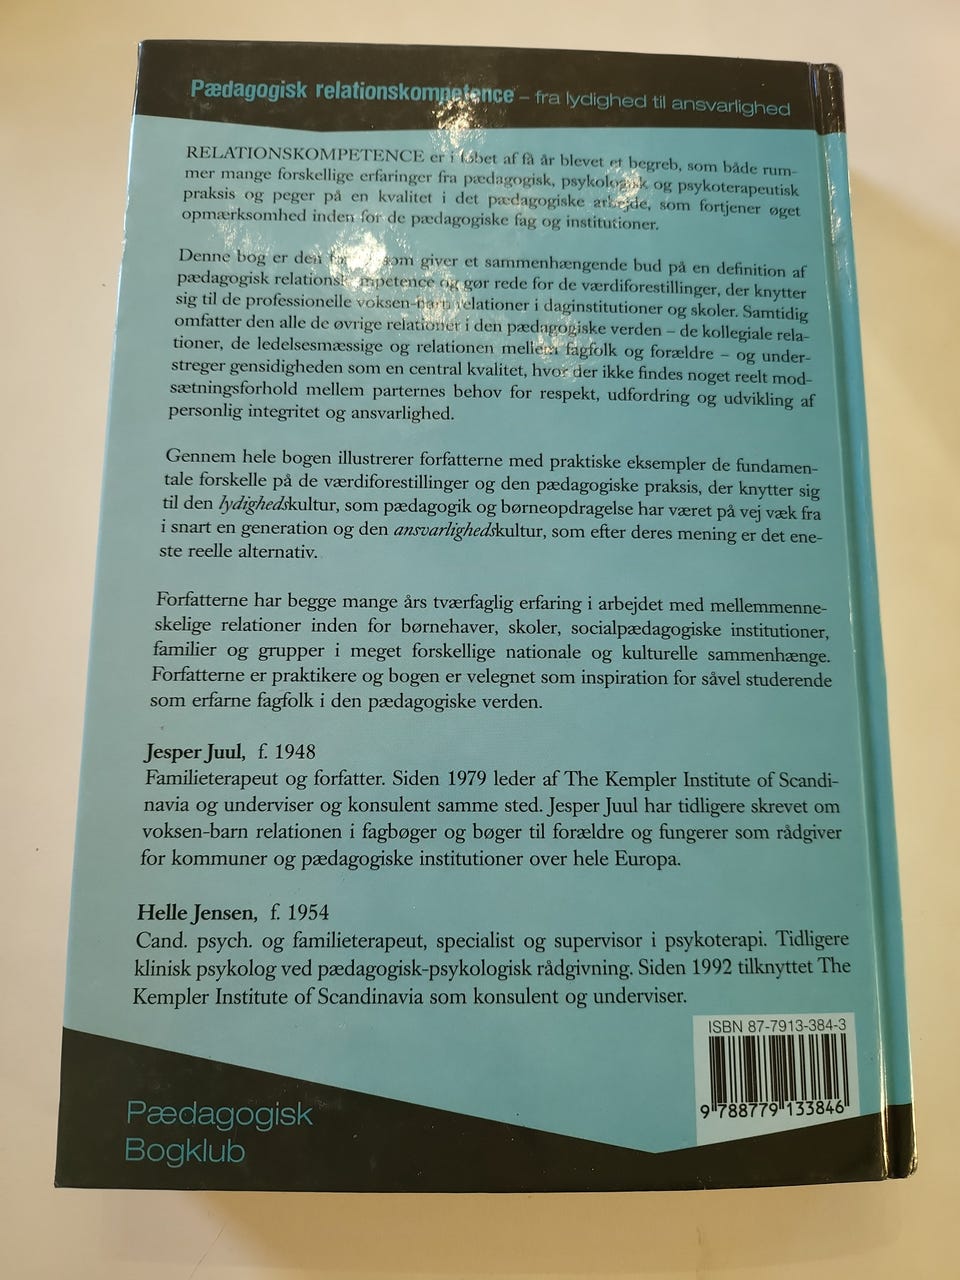 Pædagogisk relationskompetence – fra lydighed til ansvarlighed
RELATIONSKOMPETENCE er i løbet af få år blevet et begreb, som både rum-
mer mange forskellige erfaringer fra pædagogisk, psykologisk og psykoterapeutisk
praksis og peger på en kvalitet i det pædagogiske arbejde, som fortjener øget
opmærksomhed inden for de pædagogiske fag og institutioner.
Denne bog er den første, som giver et sammenhængende bud på en definition af
pædagogisk relationskompetence og gør rede for de værdiforestillinger, der knytter
sig til de professionelle voksen-barn relationer i daginstitutioner og skoler. Samtidig
omfatter den alle de øvrige relationer i den pædagogiske verden – de kollegiale rela-
tioner, de ledelsesmæssige og relationen mellem fagfolk og forældre – og under-
streger gensidigheden som en central kvalitet, hvor der ikke findes noget reelt mod-
sætningsforhold mellem parternes behov for respekt, udfordring og udvikling af
personlig integritet og ansvarlighed.
Gennem hele bogen illustrerer forfatterne med praktiske eksempler de fundamen-
tale forskelle på de værdiforestillinger og den pædagogiske praksis, der knytter sig
til den lydighedskultur, som pædagogik og børneopdragelse har været på vej væk fra
i snart en generation og den ansvarlighedskultur, som efter deres mening er det ene-
ste reelle alternativ.
Forfatterne har begge mange års tværfaglig erfaring i arbejdet med mellemmenne-
skelige relationer inden for børnehaver, skoler, socialpædagogiske institutioner,
familier og grupper i meget forskellige nationale og kulturelle sammenhænge.
Forfatterne er praktikere og bogen er velegnet som inspiration for såvel studerende
som erfarne fagfolk i den pædagogiske verden.
Jesper Juul, f. 1948
Familieterapeut og forfatter. Siden 1979 leder af The Kempler Institute of Scandi-
navia og underviser og konsulent samme sted. Jesper Juul har tidligere skrevet om
voksen-barn relationen i fagbøger og bøger til forældre og fungerer som rådgiver
for kommuner og pædagogiske institutioner over hele Europa.
Helle Jensen, f. 1954
Cand. psych. og familieterapeut, specialist og supervisor i psykoterapi. Tidligere
klinisk psykolog ved pædagogisk-psykologisk rådgivning. Siden 1992 tilknyttet The
Kempler Institute of Scandinavia som konsulent og underviser.
ISBN 87-7913-384-3
9 788779 133846
Pædagogisk
Bogklub